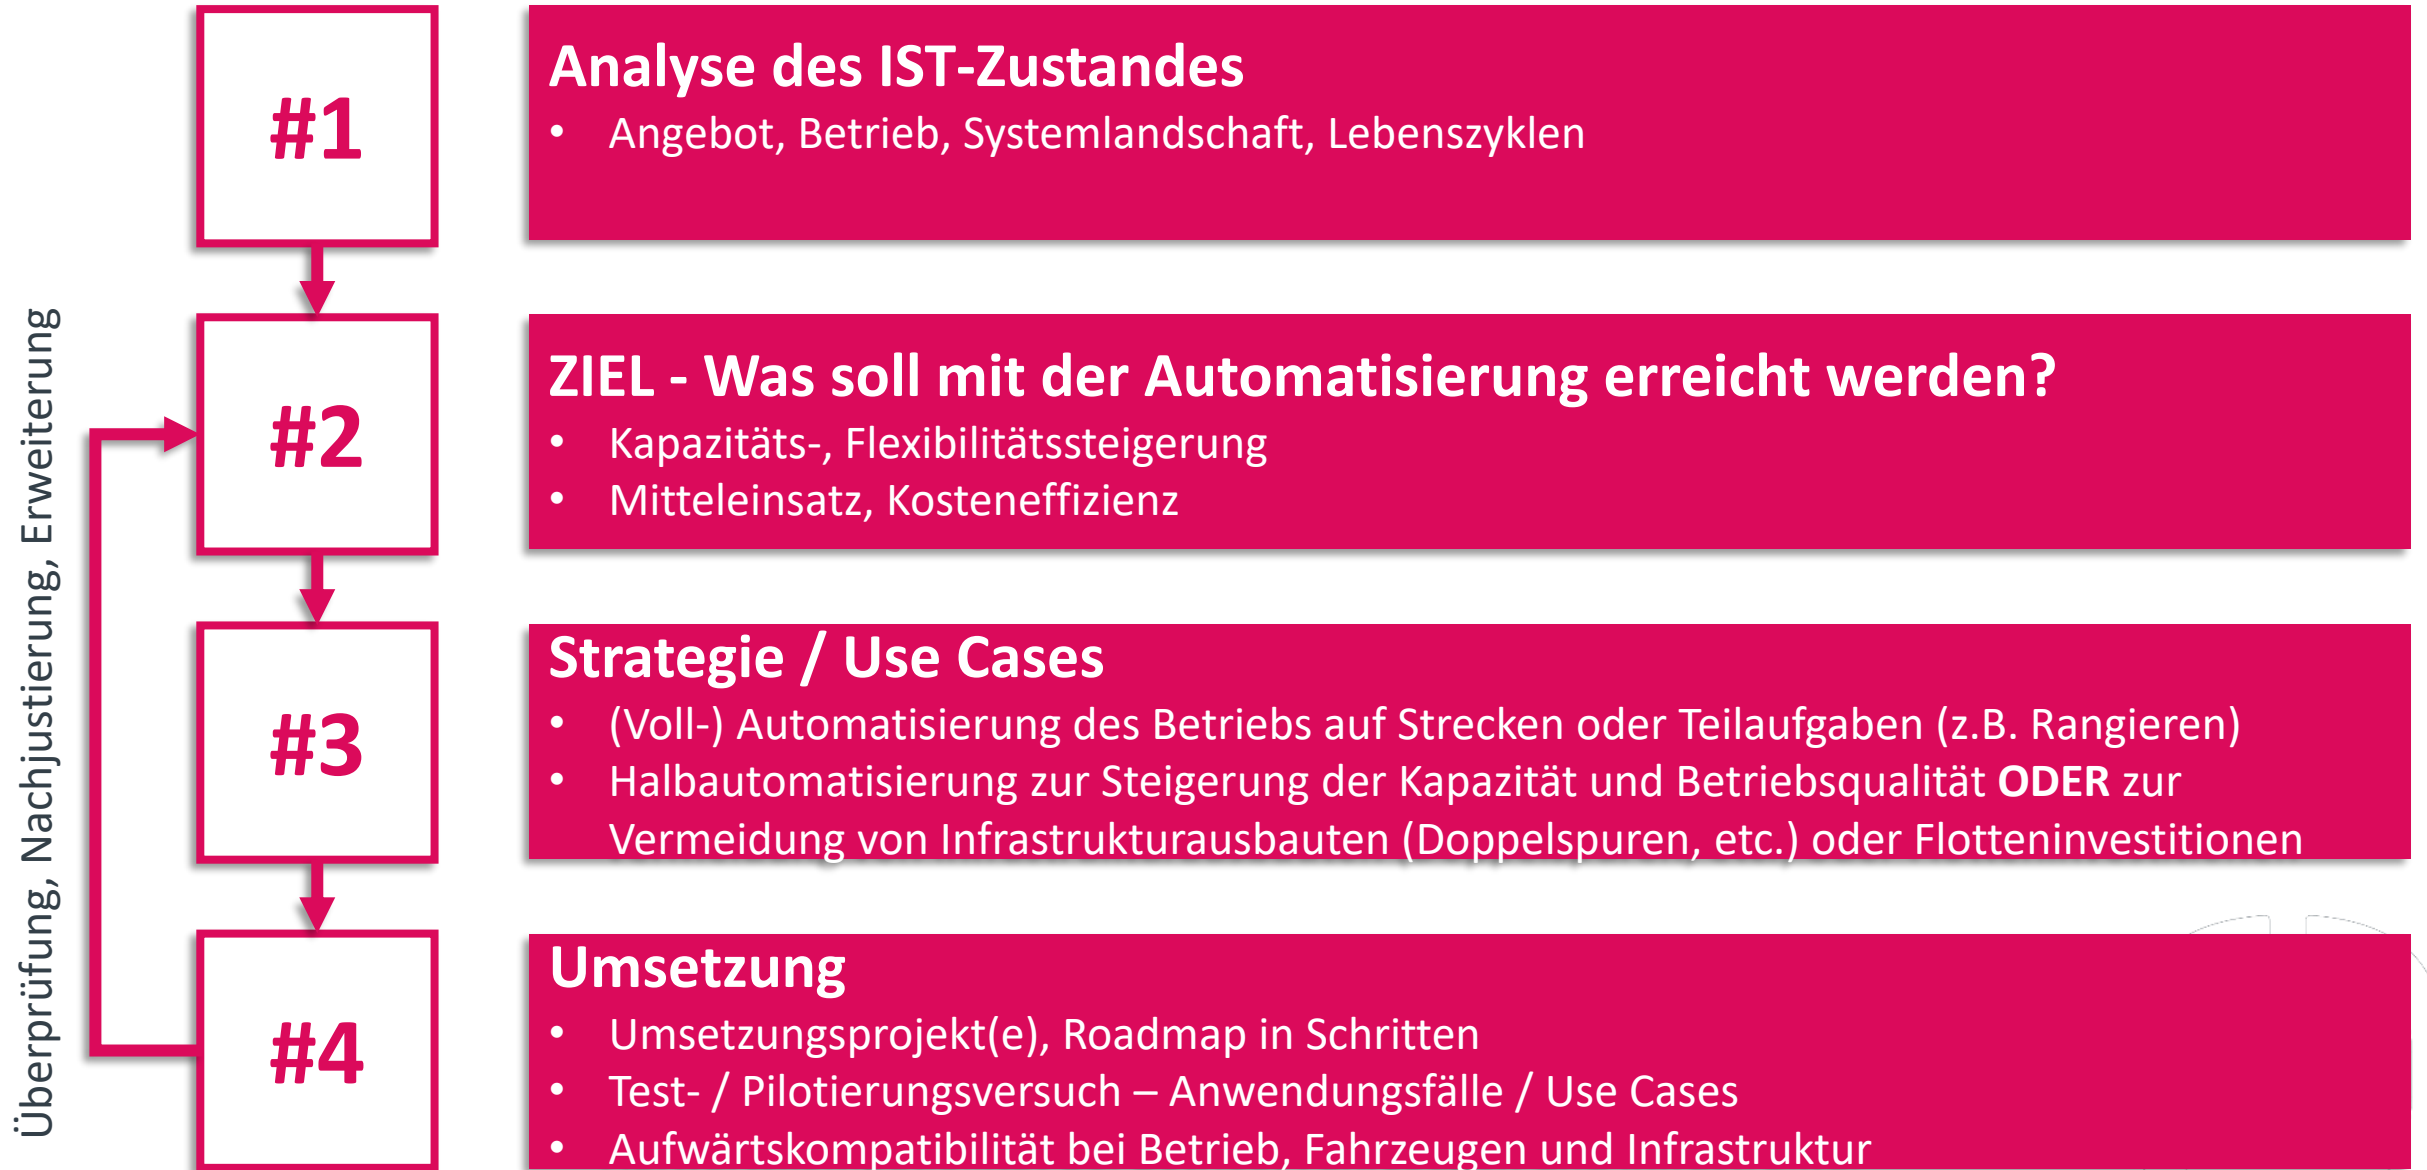 #1
Analyse des IST-Zustandes
• Angebot, Betrieb, Systemlandschaft, Lebenszyklen
#2
ZIEL - Was soll mit der Automatisierung erreicht werden?
• Kapazitäts-, Flexibilitätssteigerung
• Mitteleinsatz, Kosteneffizienz
#3
Strategie / Use Cases
• (Voll-) Automatisierung des Betriebs auf Strecken oder Teilaufgaben (z.B. Rangieren)
• Halbautomatisierung zur Steigerung der Kapazität und Betriebsqualität ODER zur
Vermeidung von Infrastrukturausbauten (Doppelspuren, etc.) oder Flotteninvestitionen
#4
Umsetzung
• Umsetzungsprojekt(e), Roadmap in Schritten
• Test- / Pilotierungsversuch – Anwendungsfälle / Use Cases
• Aufwärtskompatibilität bei Betrieb, Fahrzeugen und Infrastruktur
Überprüfung, Nachjustierung, Erweiterung